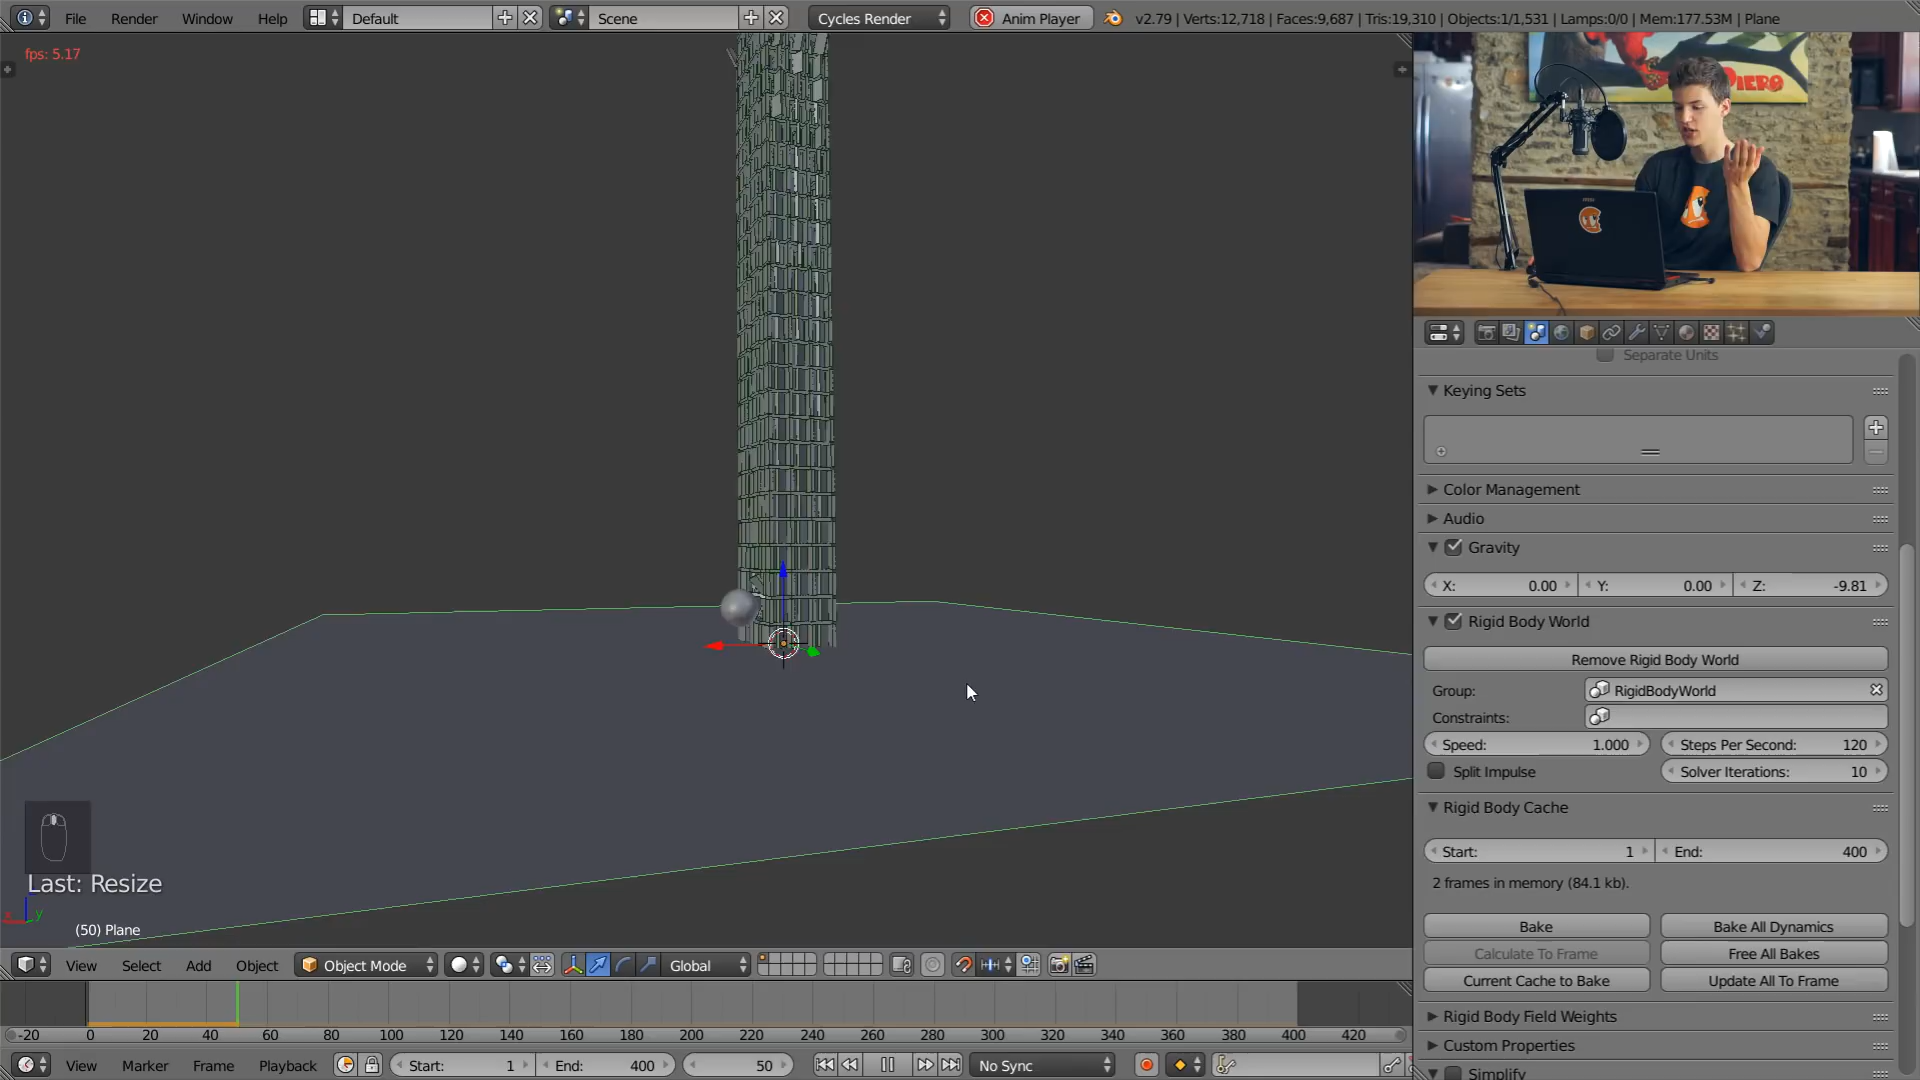 File Render Window Help Default Scene Cycles Render Anim Player v2.79 | Verts:12,718 | Faces:9,687 | Tris:19,310 | Objects:1/1,531 | Lamps:0/0 | Mem:177.53M | Plane
fps: 5.17
PIERO
Separate Units
Keying Sets
Color Management
Audio
Gravity
X: 0.00 Y: 0.00 Z: -9.81
Rigid Body World
Remove Rigid Body World
Group: RigidBodyWorld
Constraints:
Speed: 1.000 Steps Per Second: 120
Split Impulse Solver Iterations: 10
Rigid Body Cache
Start: 1 End: 400
2 frames in memory (84.1 kb).
Bake Bake All Dynamics
Calculate To Frame Free All Bakes
Current Cache to Bake Update All To Frame
Rigid Body Field Weights
Custom Properties
Simplify
Last: Resize
x y
(50) Plane
View Select Add Object Object Mode Global
-20 0 20 40 60 80 100 120 140 160 180 200 220 240 260 280 300 320 340 360 380 400 420
View Marker Frame Playback Start: 1 End: 400 50 No Sync